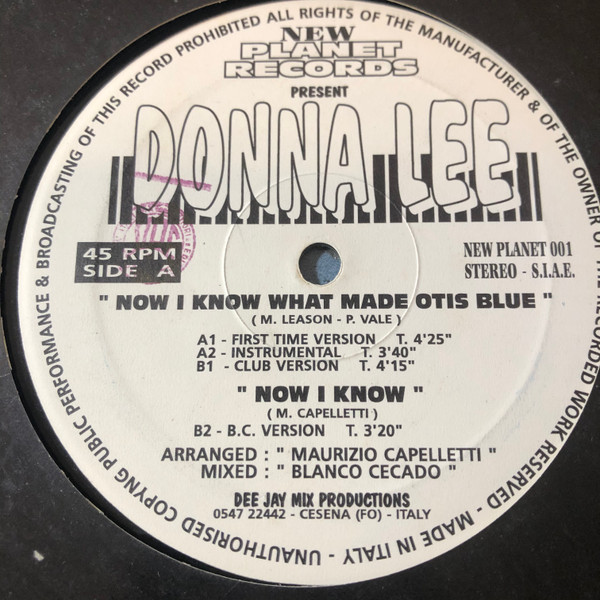 PERFORMANCE & BROADCASTING OF THIS RECORD PROHIBITED ALL RIGHTS OF THE MANUFACTURER & OF THE OWNER OF THE RECORDED WORK RESERVED - MADE IN ITALY - UNAUTHORISED COPYNG PUBLIC
NEW
PLANET
RECORDS
PRESENT
DONNA LEE
45 RPM
SIDE A
NEW PLANET 001
STEREO - S.I.A.E.
" NOW I KNOW WHAT MADE OTIS BLUE "
( M. LEASON - P. VALE )
A1 - FIRST TIME VERSION T. 4'25"
A2 - INSTRUMENTAL T. 3'40"
B1 - CLUB VERSION T. 4'15"
" NOW I KNOW "
( M. CAPELLETTI )
B2 - B.C. VERSION T. 3'20"
ARRANGED : " MAURIZIO CAPELLETTI "
MIXED : " BLANCO CECADO "
DEE JAY MIX PRODUCTIONS
0547 22442 - CESENA (FO) - ITALY